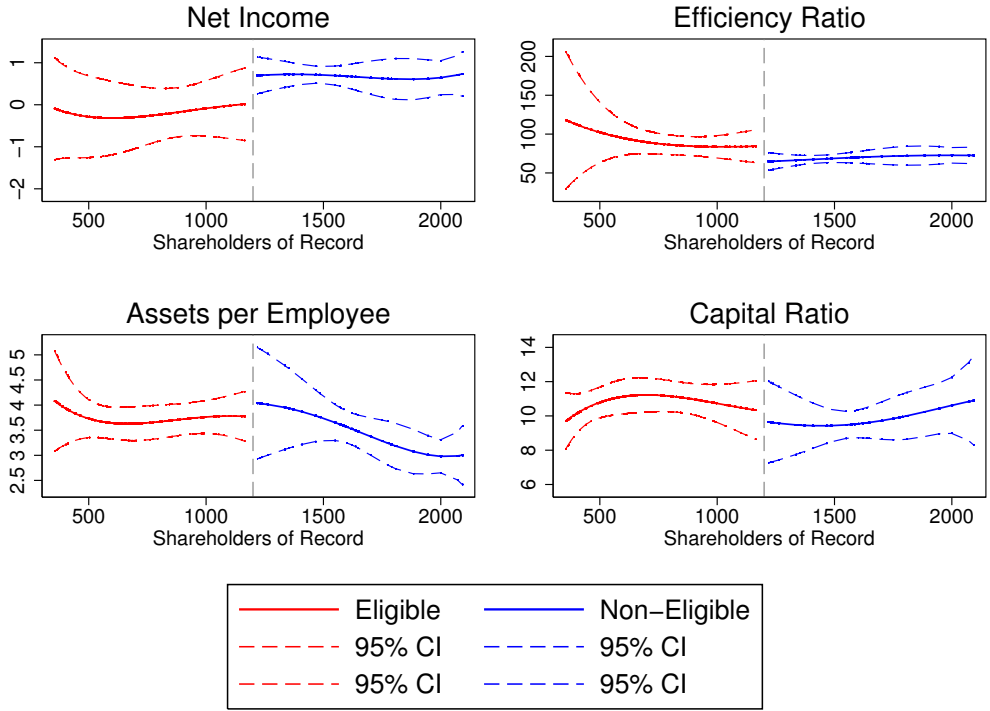 Net Income
1
0
−1
−2
500 1000 1500 2000
Shareholders of Record
Efficiency Ratio
200
150
100
50
500 1000 1500 2000
Shareholders of Record
Assets per Employee
5
4.5
4
3.5
3
2.5
500 1000 1500 2000
Shareholders of Record
Capital Ratio
14
12
10
8
6
500 1000 1500 2000
Shareholders of Record
Eligible Non−Eligible
95% CI 95% CI
95% CI 95% CI